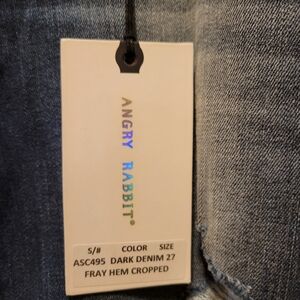 ANGRY RABBIT®
S/# COLOR SIZE
ASC495 DARK DENIM 27
FRAY HEM CROPPED